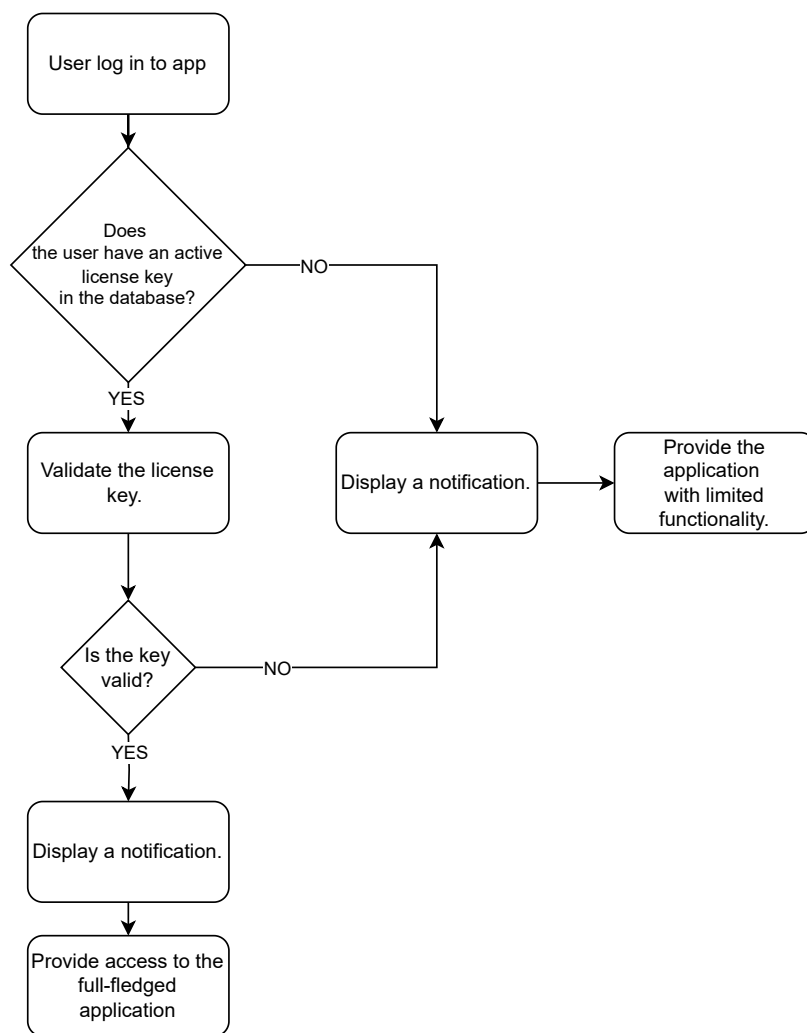 User log in to app
Does
the user have an active
license key
in the database?
NO
YES
Validate the license
key.
Display a notification.
Provide the
application
with limited
functionality.
Is the key
valid?
NO
YES
Display a notification.
Provide access to the
full-fledged
application